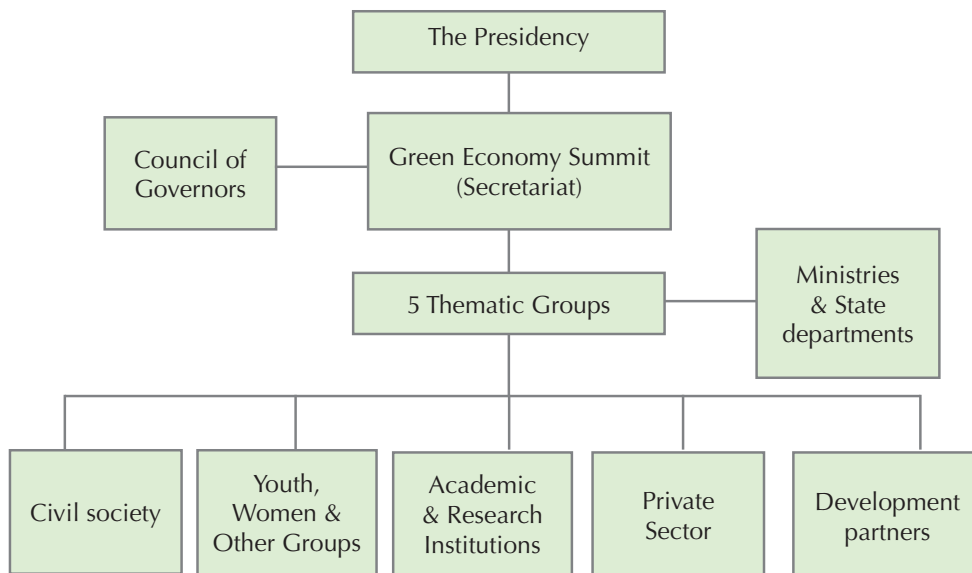 The Presidency
Council of
Governors
Green Economy Summit
(Secretariat)
5 Thematic Groups
Ministries
& State
departments
Civil society
Youth,
Women &
Other Groups
Academic
& Research
Institutions
Private
Sector
Development
partners